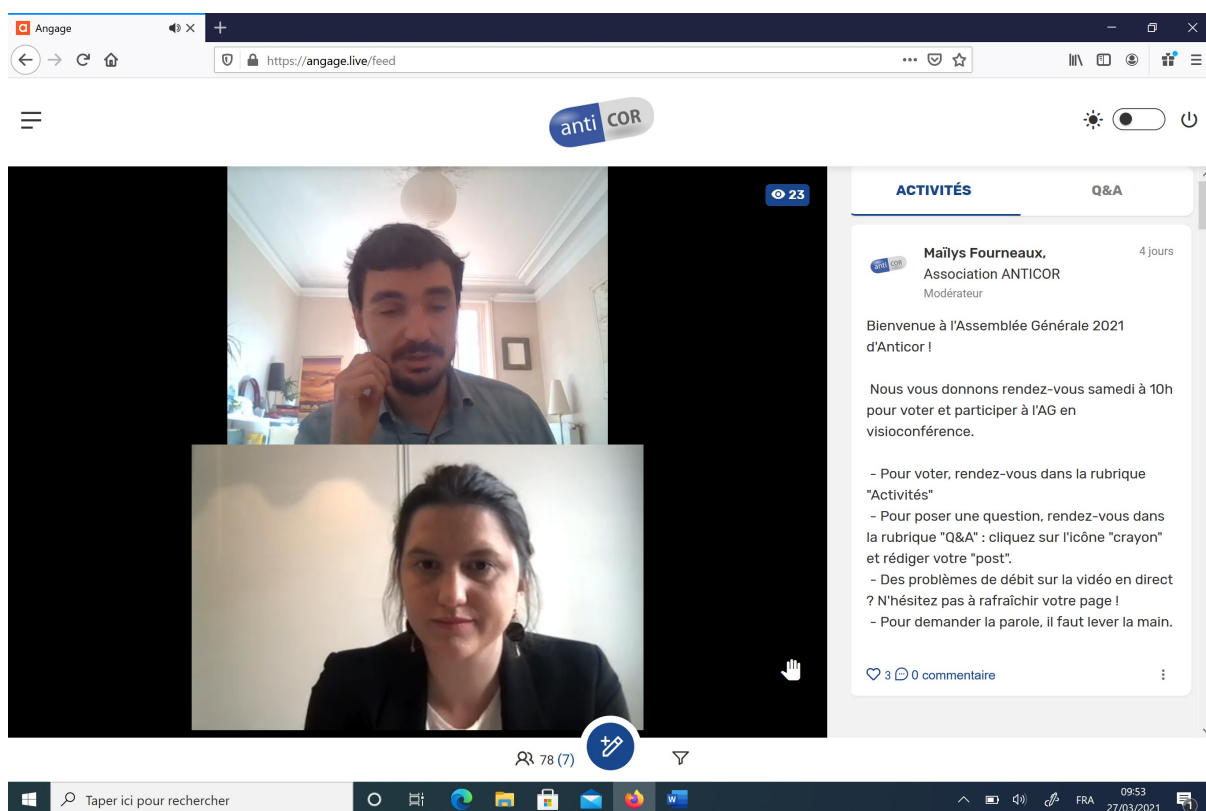 Angage
https://angage.live/feed
anti COR
23
ACTIVITÉS
Q&A
anti COR
Maïlys Fourneaux,
4 jours
Association ANTICOR
Modérateur
Bienvenue à l'Assemblée Générale 2021
d'Anticor !
Nous vous donnons rendez-vous samedi à 10h
pour voter et participer à l'AG en
visioconférence.
- Pour voter, rendez-vous dans la rubrique
"Activités"
- Pour poser une question, rendez-vous dans
la rubrique "Q&A" : cliquez sur l'icône "crayon"
et rédiger votre "post".
- Des problèmes de débit sur la vidéo en direct
? N'hésitez pas à rafraîchir votre page !
- Pour demander la parole, il faut lever la main.
3 0 commentaire
78 (7)
Taper ici pour rechercher
W
FRA
09:53
27/03/2021
1